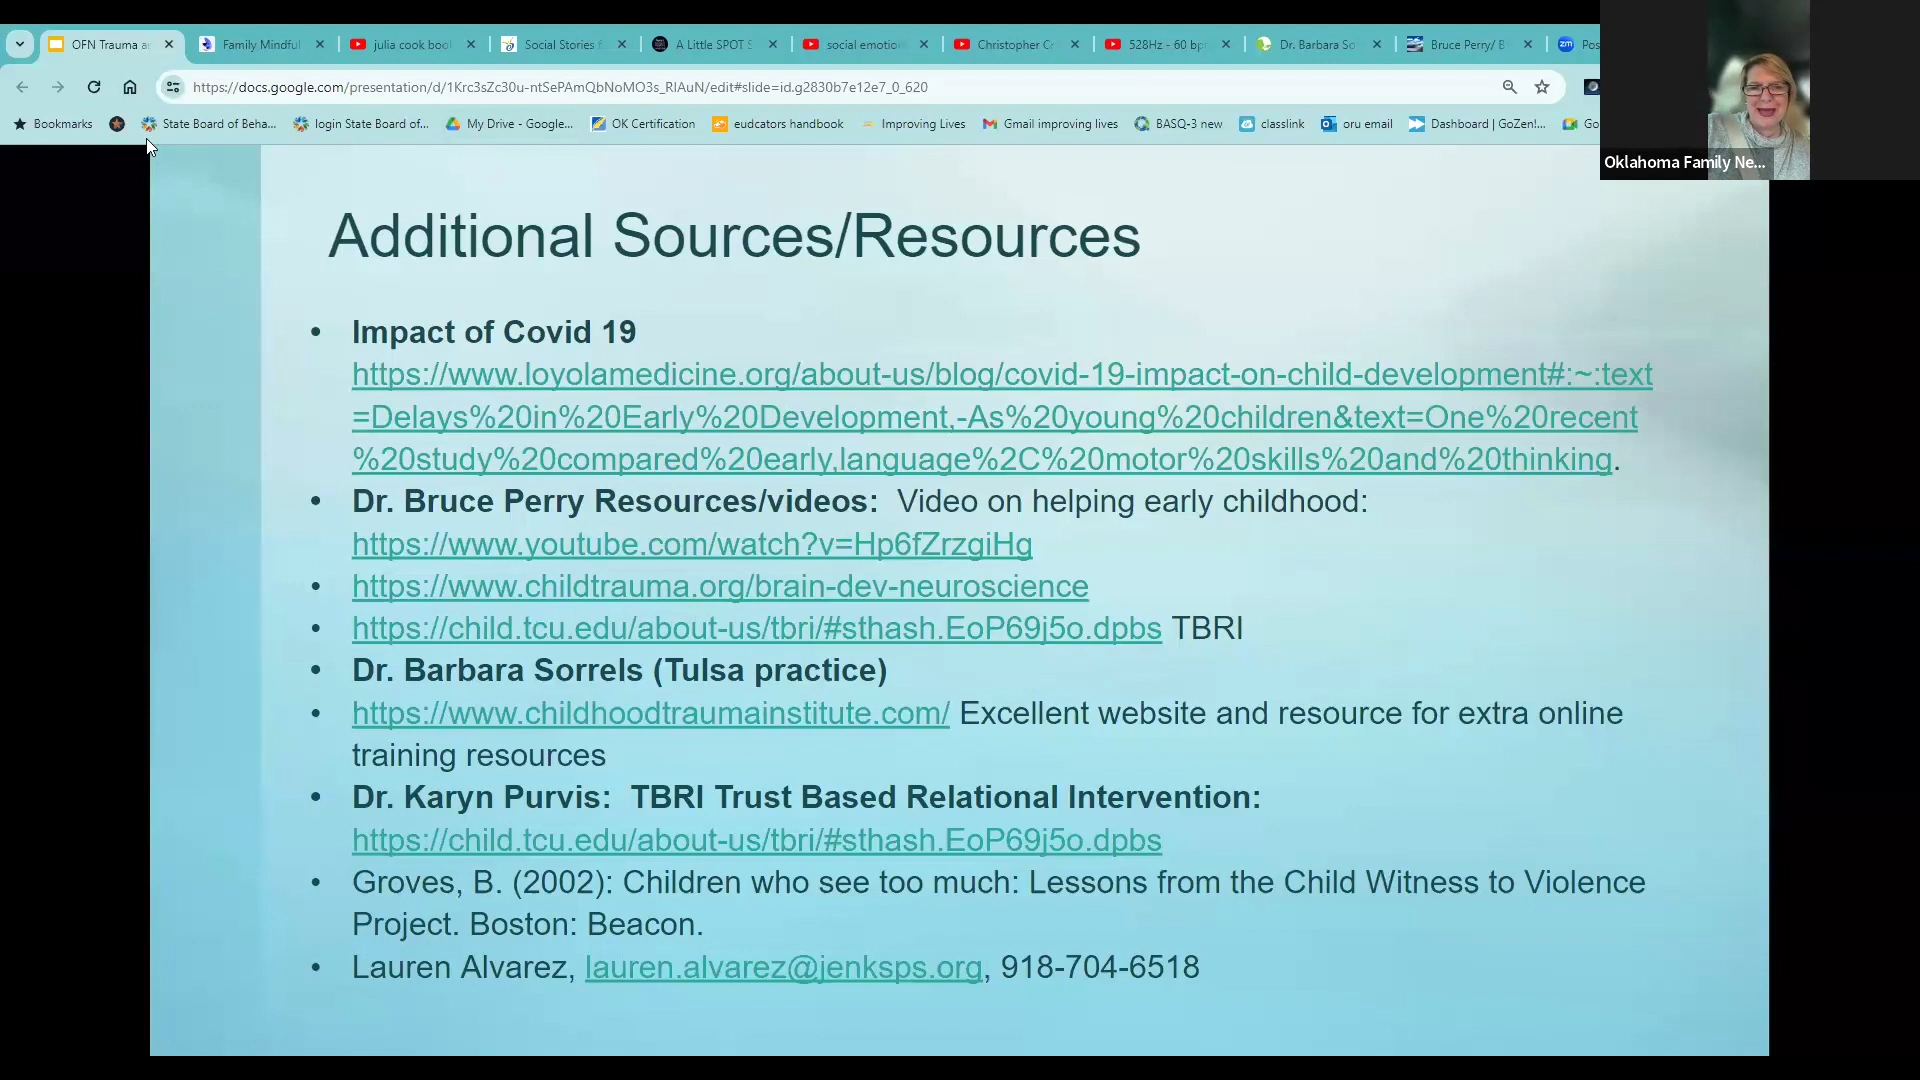 OFN Trauma a
Family Mindful
julia cook boo
Social Stories f
A Little SPOT S
social emotio
Christopher C
528Hz - 60 bp
Dr. Barbara So
Bruce Perry/ B
Pos
https://docs.google.com/presentation/d/1Krc3sZc30u-ntSePAmQbNoMO3s_RlAuN/edit#slide=id.g2830b7e12e7_0_620
Bookmarks
State Board of Beha...
login State Board of...
My Drive - Google...
OK Certification
eudcators handbook
Improving Lives
Gmail improving lives
BASQ-3 new
classlink
oru email
Dashboard | GoZen!...
Go
Oklahoma Family Ne...
Additional Sources/Resources
• Impact of Covid 19
https://www.loyolamedicine.org/about-us/blog/covid-19-impact-on-child-development#:~:text
=Delays%20in%20Early%20Development,-As%20young%20children&text=One%20recent
%20study%20compared%20early,language%2C%20motor%20skills%20and%20thinking.
• Dr. Bruce Perry Resources/videos: Video on helping early childhood:
https://www.youtube.com/watch?v=Hp6fZrzgiHg
• https://www.childtrauma.org/brain-dev-neuroscience
• https://child.tcu.edu/about-us/tbri/#sthash.EoP69j5o.dpbs TBRI
• Dr. Barbara Sorrels (Tulsa practice)
• https://www.childhoodtraumainstitute.com/ Excellent website and resource for extra online
training resources
• Dr. Karyn Purvis: TBRI Trust Based Relational Intervention:
https://child.tcu.edu/about-us/tbri/#sthash.EoP69j5o.dpbs
• Groves, B. (2002): Children who see too much: Lessons from the Child Witness to Violence
Project. Boston: Beacon.
• Lauren Alvarez, lauren.alvarez@jenksps.org, 918-704-6518